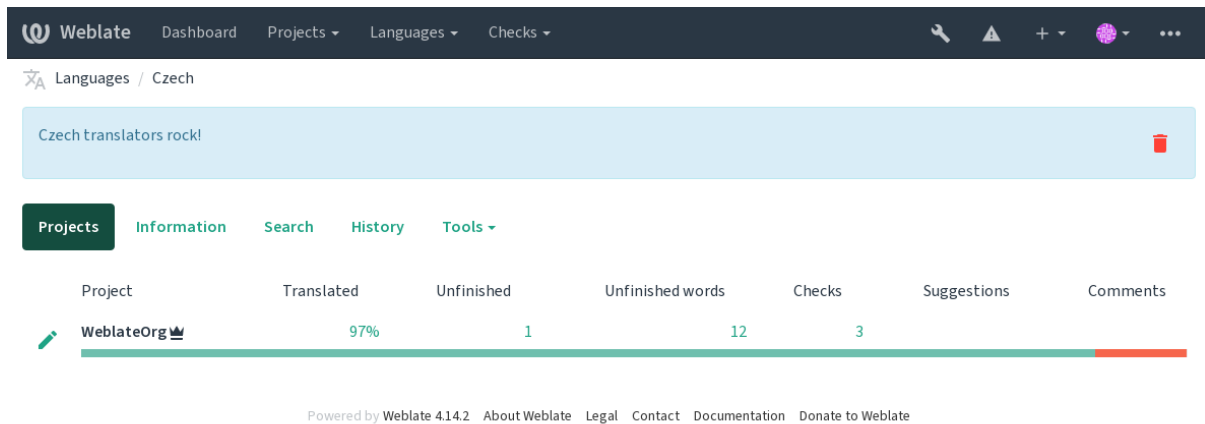 Weblate Dashboard Projects Languages Checks
Languages / Czech
Czech translators rock!
Projects Information Search History Tools
Project Translated Unfinished Unfinished words Checks Suggestions Comments
WeblateOrg 97% 1 12 3
Powered by Weblate 4.14.2 About Weblate Legal Contact Documentation Donate to Weblate